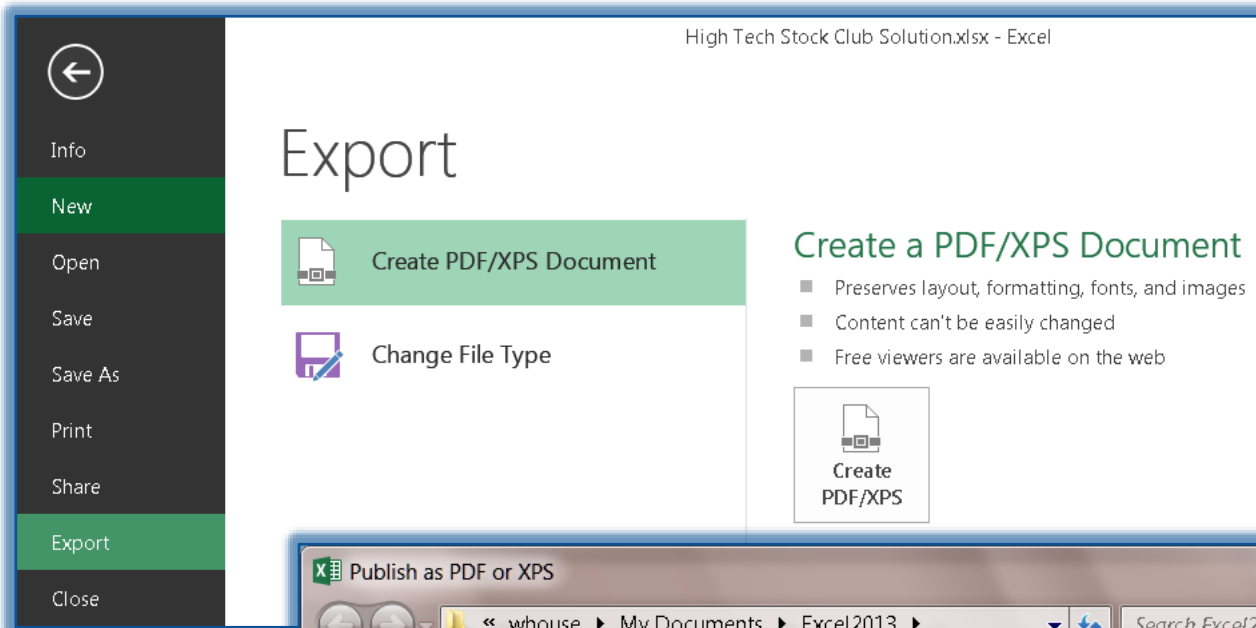 High Tech Stock Club Solution.xlsx - Excel
Info
New
Open
Save
Save As
Print
Share
Export
Close
Export
Create PDF/XPS Document
Change File Type
Create a PDF/XPS Document
Preserves layout, formatting, fonts, and images
Content can't be easily changed
Free viewers are available on the web
Create
PDF/XPS
Publish as PDF or XPS
« whouse ▸ My Documents ▸ Excel2013 ▸
Search Excel2